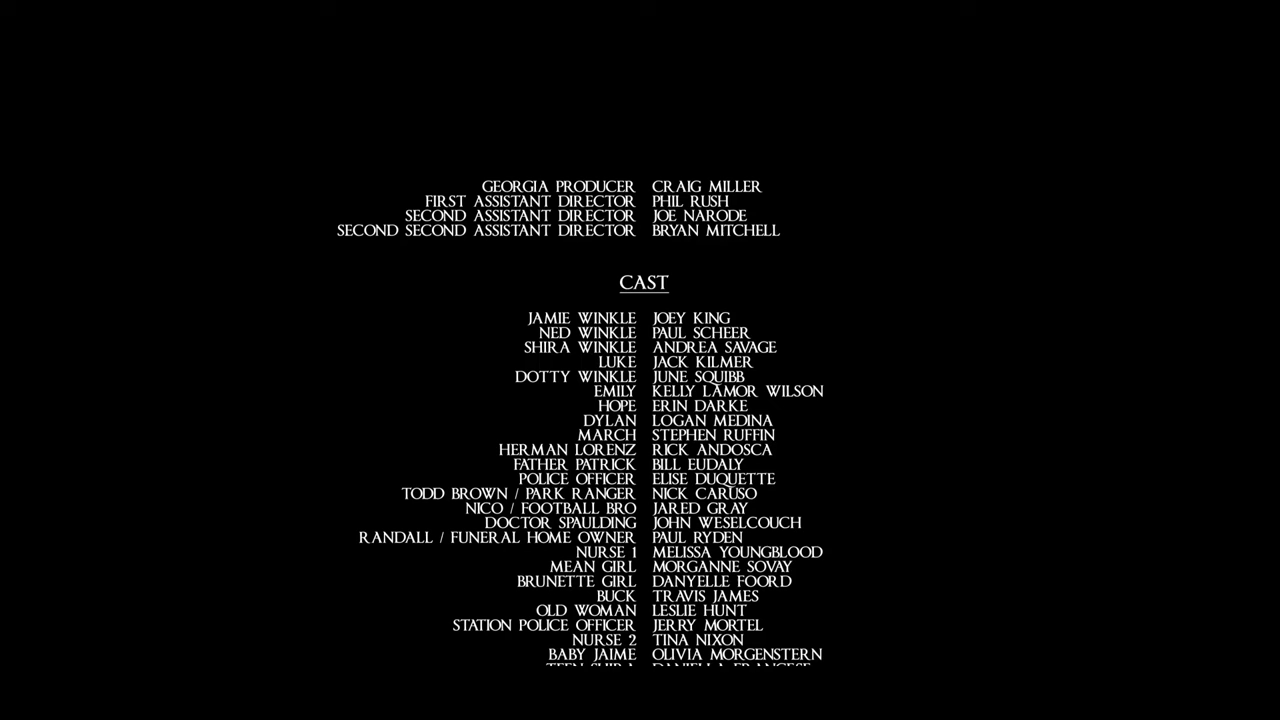 GEORGIA PRODUCER CRAIG MILLER
FIRST ASSISTANT DIRECTOR PHIL RUSH
SECOND ASSISTANT DIRECTOR JOE NARODE
SECOND SECOND ASSISTANT DIRECTOR BRYAN MITCHELL
CAST
JAMIE WINKLE JOEY KING
NED WINKLE PAUL SCHEER
SHIRA WINKLE ANDREA SAVAGE
LUKE JACK KILMER
DOTTY WINKLE JUNE SQUIBB
EMILY KELLY LAMOR WILSON
HOPE ERIN DARKE
DYLAN LOGAN MEDINA
MARCH STEPHEN RUFFIN
HERMAN LORENZ RICK ANDOSCA
FATHER PATRICK BILL EUDALY
POLICE OFFICER ELISE DUQUETTE
TODD BROWN / PARK RANGER NICK CARUSO
NICO / FOOTBALL BRO JARED GRAY
DOCTOR SPAULDING JOHN WESELCOUCH
RANDALL / FUNERAL HOME OWNER PAUL RYDEN
NURSE 1 MELISSA YOUNGBLOOD
MEAN GIRL MORGANNE SOVAY
BRUNETTE GIRL DANYELLE FOORD
BUCK TRAVIS JAMES
OLD WOMAN LESLIE HUNT
STATION POLICE OFFICER JERRY MORTEL
NURSE 2 TINA NIXON
BABY JAIME OLIVIA MORGENSTERN